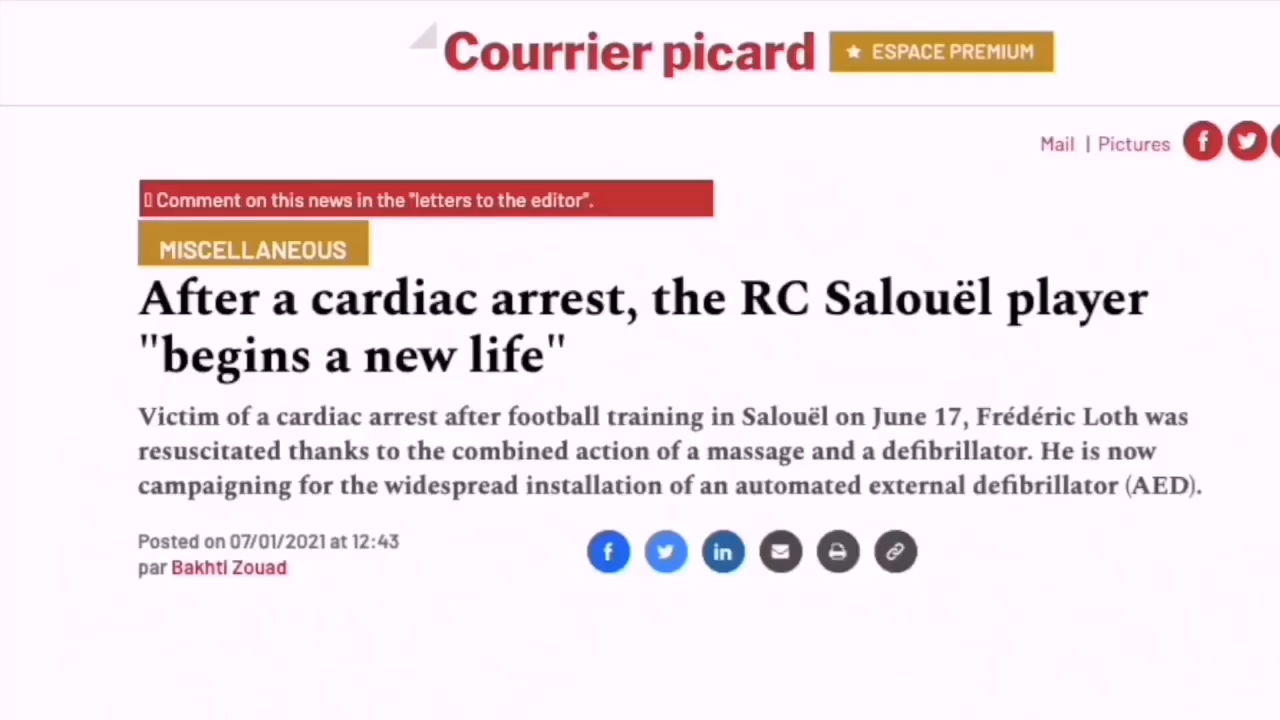 Courrier picard ★ ESPACE PREMIUM
Mail | Pictures
Comment on this news in the "letters to the editor".
MISCELLANEOUS
After a cardiac arrest, the RC Salouël player
"begins a new life"
Victim of a cardiac arrest after football training in Salouël on June 17, Frédéric Loth was
resuscitated thanks to the combined action of a massage and a defibrillator. He is now
campaigning for the widespread installation of an automated external defibrillator (AED).
Posted on 07/01/2021 at 12:43
par Bakhti Zouad